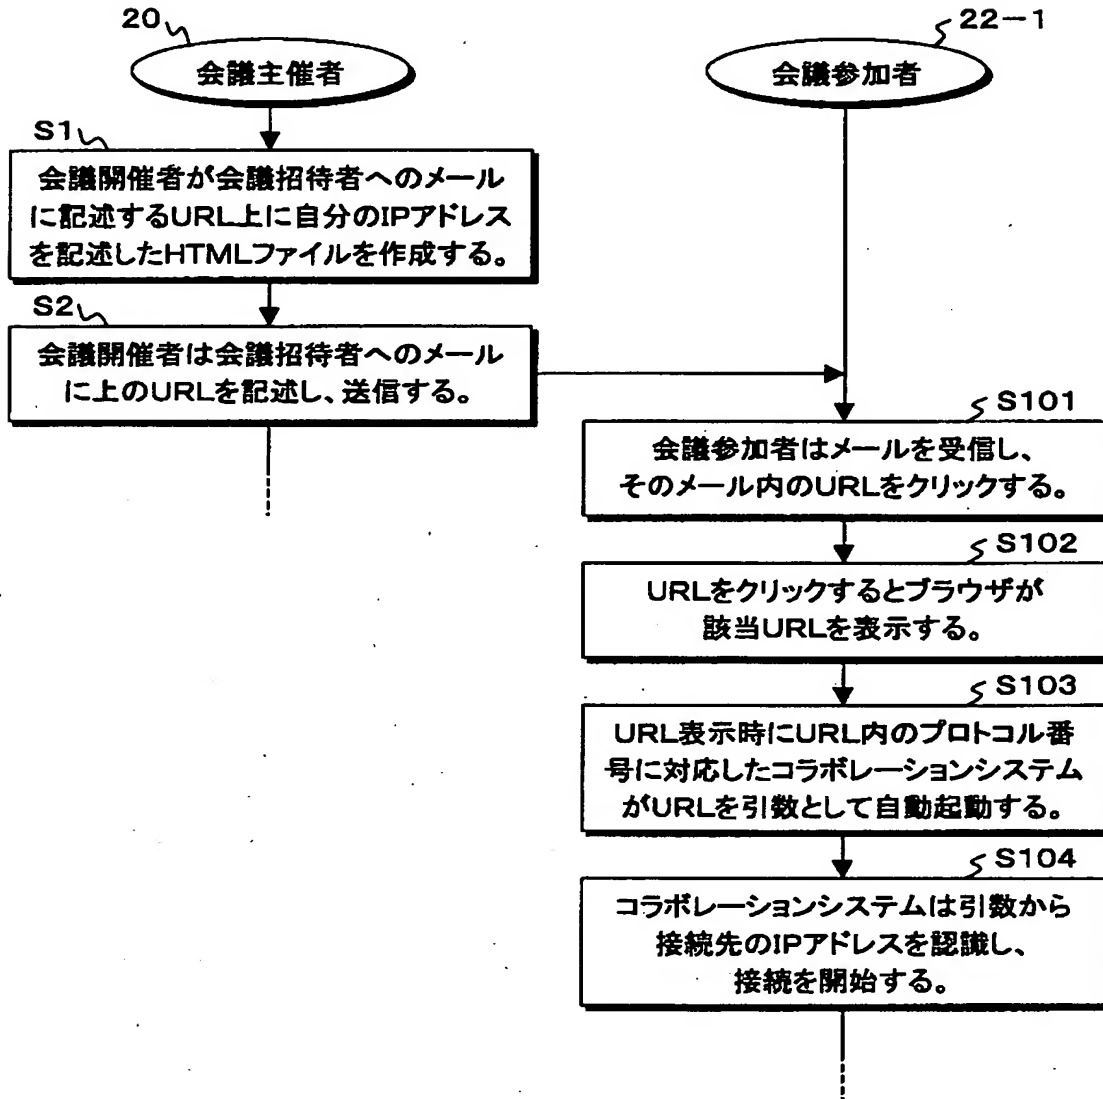 20
会議主催者
S1
会議開催者が会議招待者へのメール
に記述するURL上に自分のIPアドレス
を記述したHTMLファイルを作成する。
S2
会議開催者は会議招待者へのメール
に上のURLを記述し、送信する。
22-1
会議参加者
S101
会議参加者はメールを受信し、
そのメール内のURLをクリックする。
S102
URLをクリックするとブラウザが
該当URLを表示する。
S103
URL表示時にURL内のプロトコル番
号に対応したコラボレーションシステム
がURLを引数として自動起動する。
S104
コラボレーションシステムは引数から
接続先のIPアドレスを認識し、
接続を開始する。